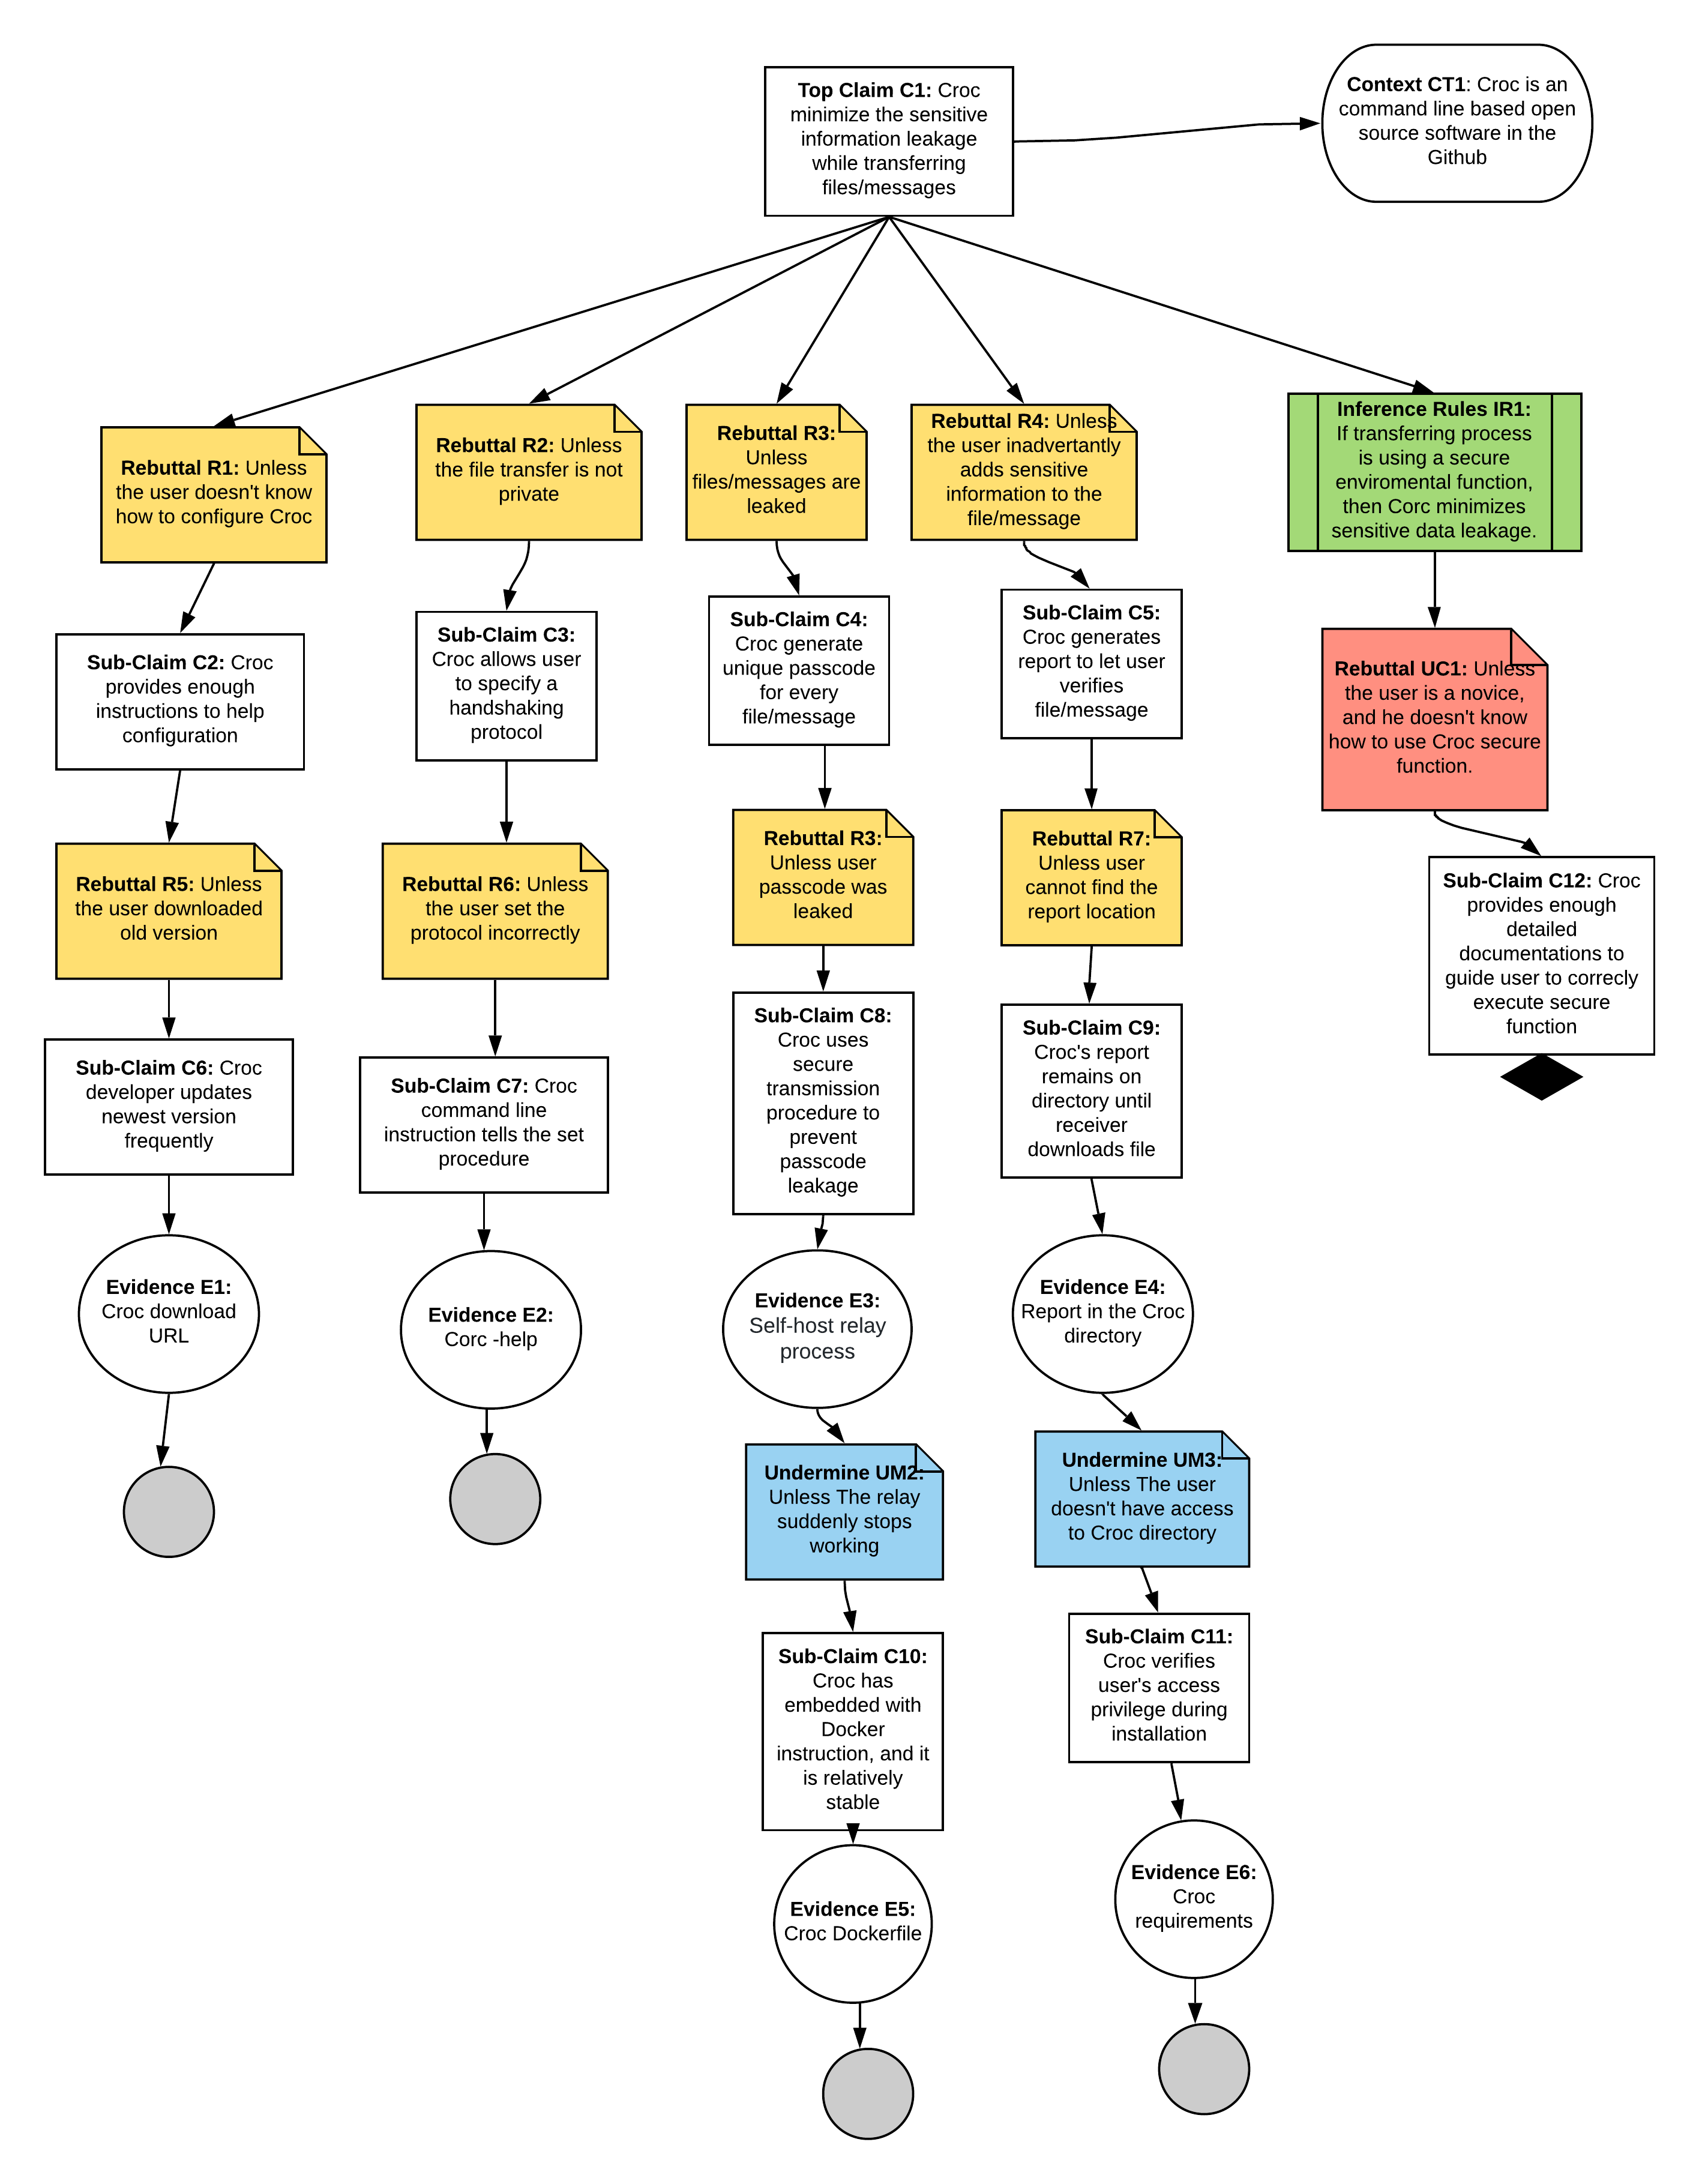 Top Claim C1: Croc
minimize the sensitive
information leakage
while transferring
files/messages
Context CT1: Croc is an
command line based open
source software in the
Github
Rebuttal R1: Unless
the user doesn't know
how to configure Croc
Rebuttal R2: Unless
the file transfer is not
private
Rebuttal R3:
Unless
files/messages are
leaked
Rebuttal R4: Unless
the user inadvertantly
adds sensitive
information to the
file/message
Inference Rules IR1:
If transferring process
is using a secure
enviromental function,
then Corc minimizes
sensitive data leakage.
Sub-Claim C2: Croc
provides enough
instructions to help
configuration
Sub-Claim C3:
Croc allows user
to specify a
handshaking
protocol
Sub-Claim C4:
Croc generate
unique passcode
for every
file/message
Sub-Claim C5:
Croc generates
report to let user
verifies
file/message
Rebuttal UC1: Unless
the user is a novice,
and he doesn't know
how to use Croc secure
function.
Rebuttal R5: Unless
the user downloaded
old version
Rebuttal R6: Unless
the user set the
protocol incorrectly
Rebuttal R3:
Unless user
passcode was
leaked
Rebuttal R7:
Unless user
cannot find the
report location
Sub-Claim C12: Croc
provides enough
detailed
documentations to
guide user to correcly
execute secure
function
Sub-Claim C6: Croc
developer updates
newest version
frequently
Sub-Claim C7: Croc
command line
instruction tells the set
procedure
Sub-Claim C8:
Croc uses
secure
transmission
procedure to
prevent
passcode
leakage
Sub-Claim C9:
Croc's report
remains on
directory until
receiver
downloads file
Evidence E1:
Croc download
URL
Evidence E2:
Corc -help
Evidence E3:
Self-host relay
process
Evidence E4:
Report in the Croc
directory
Undermine UM2:
Unless The relay
suddenly stops
working
Undermine UM3:
Unless The user
doesn't have access
to Croc directory
Sub-Claim C10:
Croc has
embedded with
Docker
instruction, and it
is relatively
stable
Sub-Claim C11:
Croc verifies
user's access
privilege during
installation
Evidence E5:
Croc Dockerfile
Evidence E6:
Croc
requirements